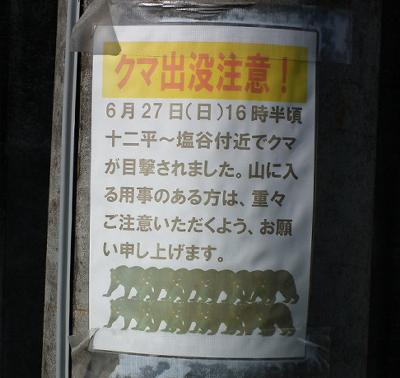 クマ出没注意！
6月27日(日)16時半頃
十二平～塩谷付近でクマ
が目撃されました。山に入
る用事のある方は、重々
ご注意いただくよう、お願
い申し上げます。